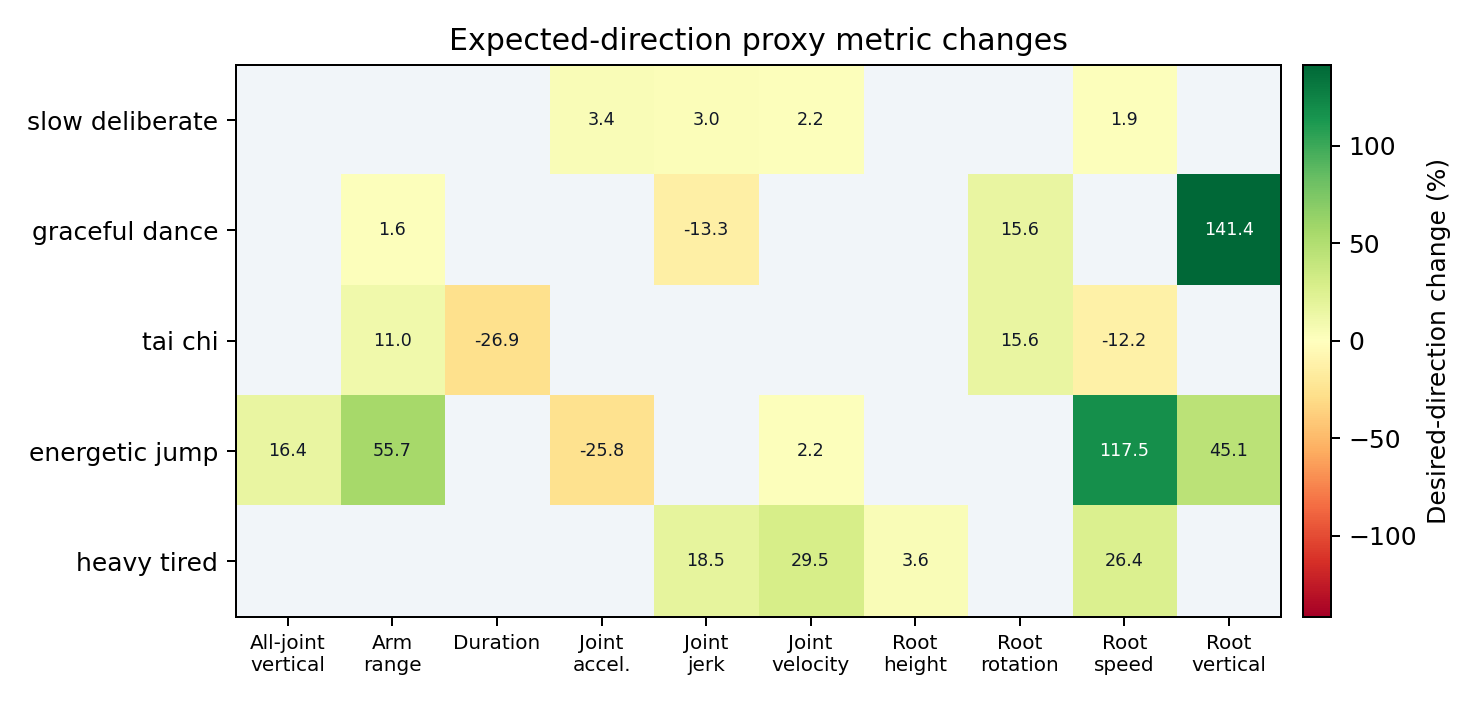 Expected-direction proxy metric changes
slow deliberate
3.4
3.0
2.2
1.9
graceful dance
1.6
-13.3
15.6
141.4
tai chi
11.0
-26.9
15.6
-12.2
energetic jump
16.4
55.7
-25.8
2.2
117.5
45.1
heavy tired
18.5
29.5
3.6
26.4
All-joint
vertical
Arm
range
Duration
Joint
accel.
Joint
jerk
Joint
velocity
Root
height
Root
rotation
Root
speed
Root
vertical
100
50
0
−50
−100
Desired-direction change (%)